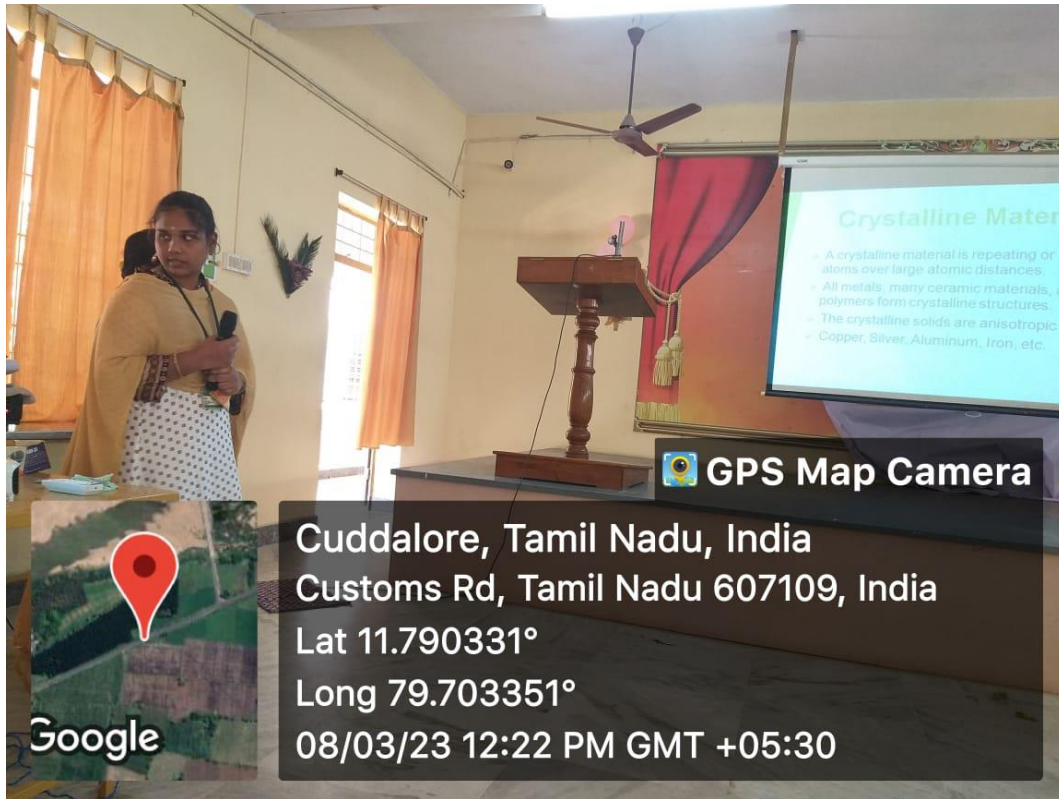 Crystalline Mater
A crystalline material is repeating or
atoms over large atomic distances.
All metals, many ceramic materials,
polymers form crystalline structures.
The crystalline solids are anisotropic
Copper, Silver, Aluminum, Iron, etc.
GPS Map Camera
Cuddalore, Tamil Nadu, India
Customs Rd, Tamil Nadu 607109, India
Lat 11.790331°
Long 79.703351°
08/03/23 12:22 PM GMT +05:30
Google